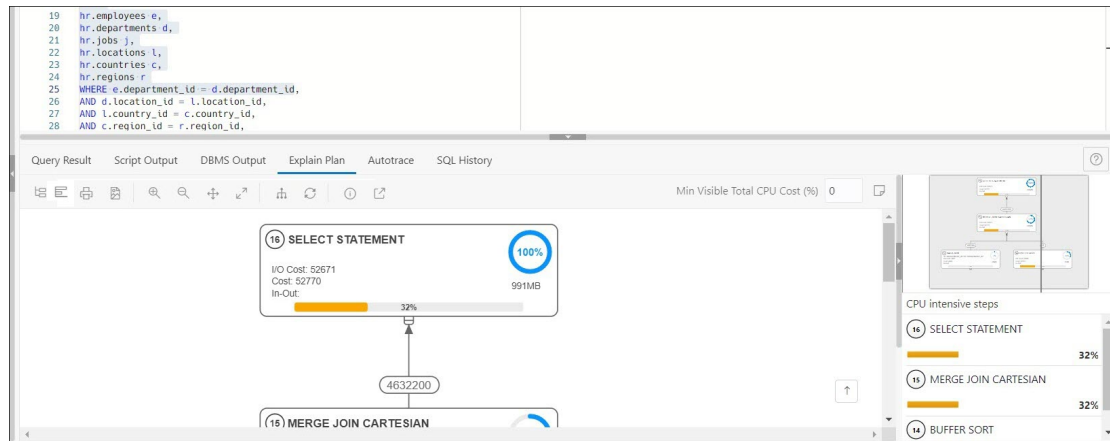 19 hr.employees e,
20 hr.departments d,
21 hr.jobs j,
22 hr.locations l,
23 hr.countries c,
24 hr.regions r
25 WHERE e.department_id = d.department_id,
26 AND d.location_id = l.location_id,
27 AND l.country_id = c.country_id,
28 AND c.region_id = r.region_id,
Query Result Script Output DBMS Output Explain Plan Autotrace SQL History
Min Visible Total CPU Cost (%) 0
16 SELECT STATEMENT
100%
I/O Cost: 52671
Cost: 52770
991MB
In-Out:
32%
4632200
15 MERGE JOIN CARTESIAN
CPU intensive steps
16 SELECT STATEMENT
32%
15 MERGE JOIN CARTESIAN
32%
14 BUFFER SORT